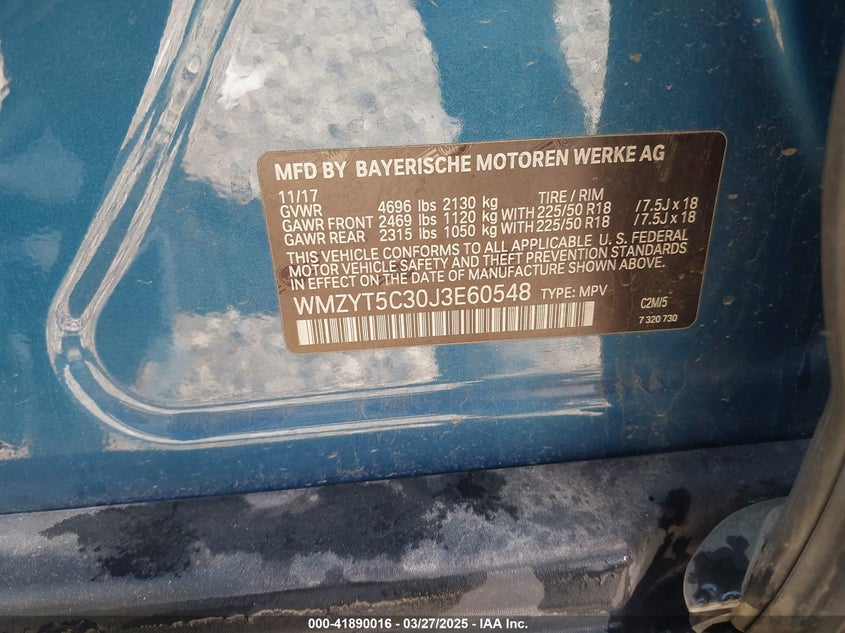 MFD BY BAYERISCHE MOTOREN WERKE AG
11/17 TIRE / RIM
GVWR 4696 lbs 2130 kg
GAWR FRONT 2469 lbs 1120 kg WITH 225/50 R18 / 7.5J x 18
GAWR REAR 2315 lbs 1050 kg WITH 225/50 R18 / 7.5J x 18
THIS VEHICLE CONFORMS TO ALL APPLICABLE U. S. FEDERAL
MOTOR VEHICLE SAFETY AND THEFT PREVENTION STANDARDS
IN EFFECT ON THE DATE OF MANUFACTURE SHOWN ABOVE.
WMZYT5C30J3E60548 TYPE: MPV C2M/5
7 320 730
000-41890016 - 03/27/2025 - IAA Inc.